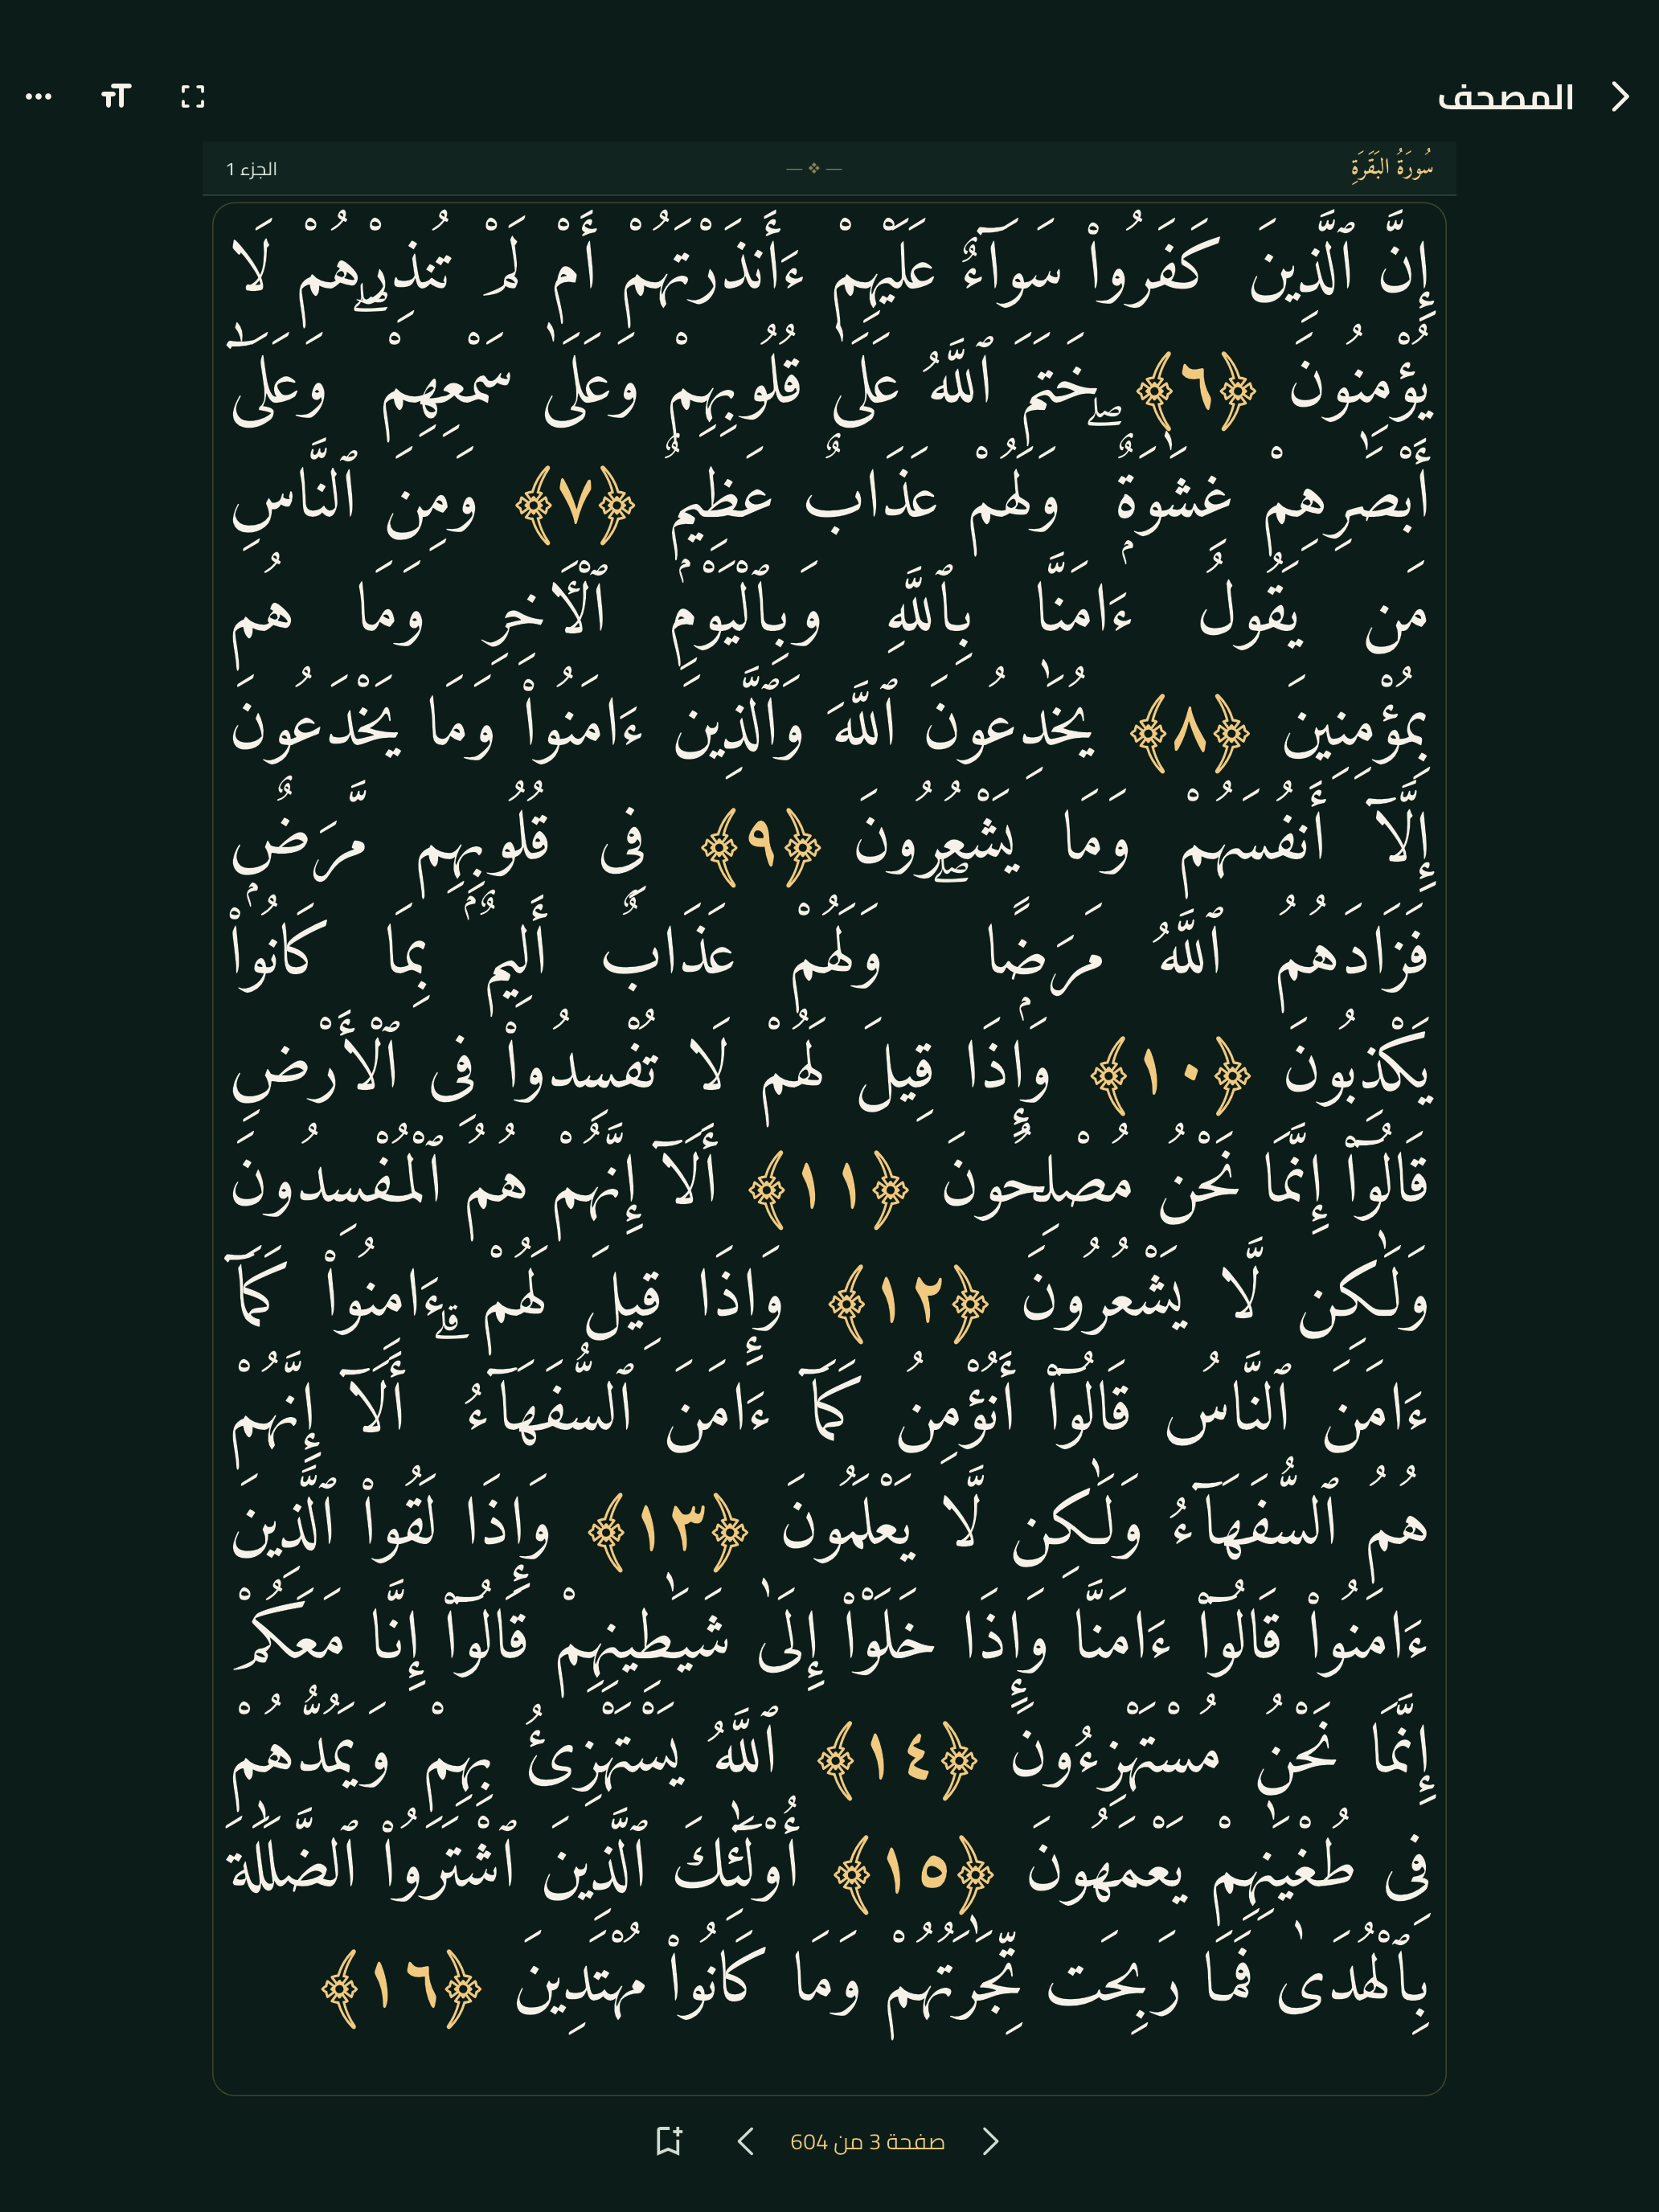 المصحف
سُورَةُ البَقَرَةِ
الجزء 1
إِنَّ ٱلَّذِينَ كَفَرُوا۟ سَوَآءٌ عَلَيْهِمْ ءَأَنذَرْتَهُمْ أَمْ لَمْ تُنذِرْهُمْ لَا
يُؤْمِنُونَ ﴿٦﴾ خَتَمَ ٱللَّهُ عَلَىٰ قُلُوبِهِمْ وَعَلَىٰ سَمْعِهِمْ ۖ وَعَلَىٰٓ
أَبْصَٰرِهِمْ غِشَٰوَةٌ ۖ وَلَهُمْ عَذَابٌ عَظِيمٌ ﴿٧﴾ وَمِنَ ٱلنَّاسِ
مَن يَقُولُ ءَامَنَّا بِٱللَّهِ وَبِٱلْيَوْمِ ٱلْـَٔاخِرِ وَمَا هُم
بِمُؤْمِنِينَ ﴿٨﴾ يُخَٰدِعُونَ ٱللَّهَ وَٱلَّذِينَ ءَامَنُوا۟ وَمَا يَخْدَعُونَ
إِلَّآ أَنفُسَهُمْ وَمَا يَشْعُرُونَ ﴿٩﴾ فِى قُلُوبِهِم مَّرَضٌ
فَزَادَهُمُ ٱللَّهُ مَرَضًا ۖ وَلَهُمْ عَذَابٌ أَلِيمٌۢ بِمَا كَانُوا۟
يَكْذِبُونَ ﴿١٠﴾ وَإِذَا قِيلَ لَهُمْ لَا تُفْسِدُوا۟ فِى ٱلْأَرْضِ
قَالُوٓا۟ إِنَّمَا نَحْنُ مُصْلِحُونَ ﴿١١﴾ أَلَآ إِنَّهُمْ هُمُ ٱلْمُفْسِدُونَ
وَلَٰكِن لَّا يَشْعُرُونَ ﴿١٢﴾ وَإِذَا قِيلَ لَهُمْ ءَامِنُوا۟ كَمَآ
ءَامَنَ ٱلنَّاسُ قَالُوٓا۟ أَنُؤْمِنُ كَمَآ ءَامَنَ ٱلسُّفَهَآءُ ۗ أَلَآ إِنَّهُمْ
هُمُ ٱلسُّفَهَآءُ وَلَٰكِن لَّا يَعْلَمُونَ ﴿١٣﴾ وَإِذَا لَقُوا۟ ٱلَّذِينَ
ءَامَنُوا۟ قَالُوٓا۟ ءَامَنَّا وَإِذَا خَلَوْا۟ إِلَىٰ شَيَٰطِينِهِمْ قَالُوٓا۟ إِنَّا مَعَكُمْ
إِنَّمَا نَحْنُ مُسْتَهْزِءُونَ ﴿١٤﴾ ٱللَّهُ يَسْتَهْزِئُ بِهِمْ وَيَمُدُّهُمْ
فِى طُغْيَٰنِهِمْ يَعْمَهُونَ ﴿١٥﴾ أُو۟لَٰٓئِكَ ٱلَّذِينَ ٱشْتَرَوُا۟ ٱلضَّلَٰلَةَ
بِٱلْهُدَىٰ فَمَا رَبِحَت تِّجَٰرَتُهُمْ وَمَا كَانُوا۟ مُهْتَدِينَ ﴿١٦﴾
صفحة 3 من 604